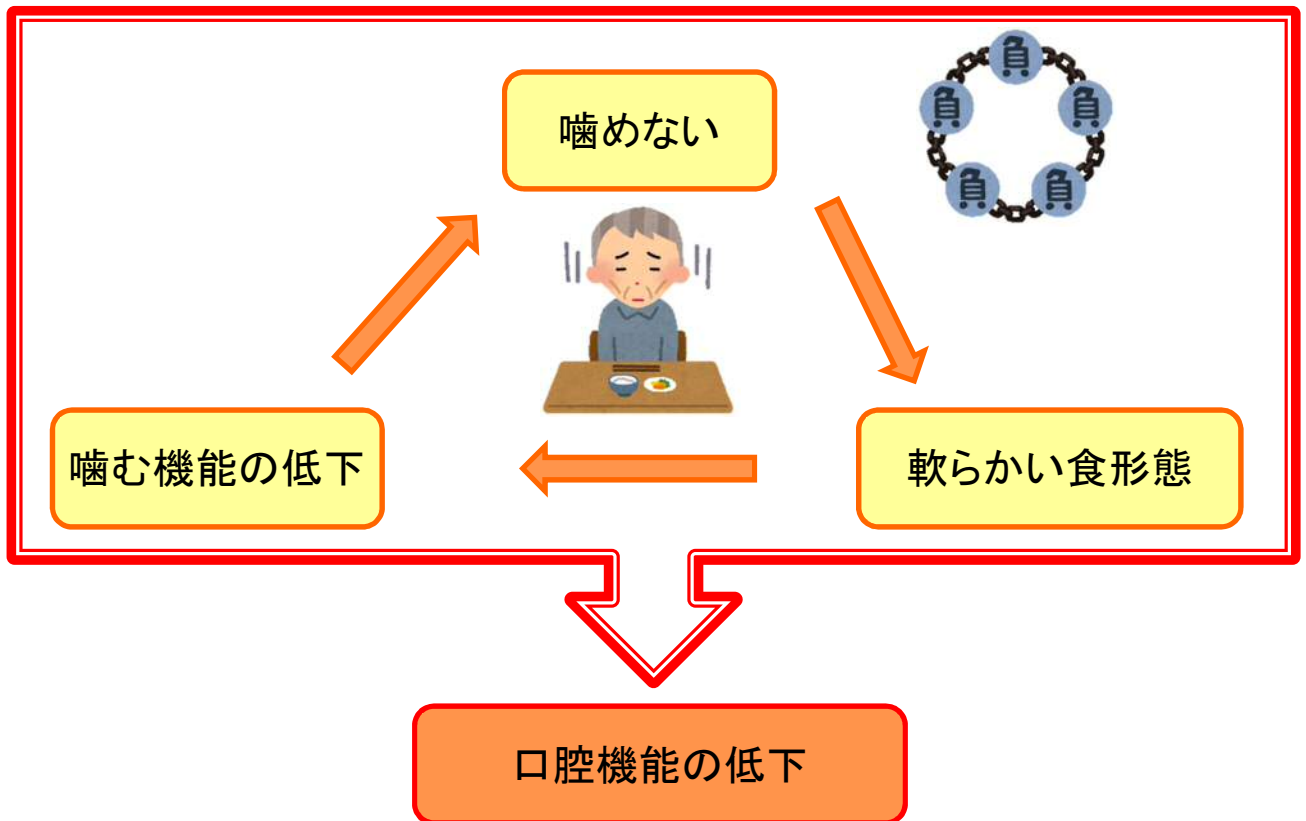 噛めない
負
負
負
負
負
噛む機能の低下
軟らかい食形態
口腔機能の低下